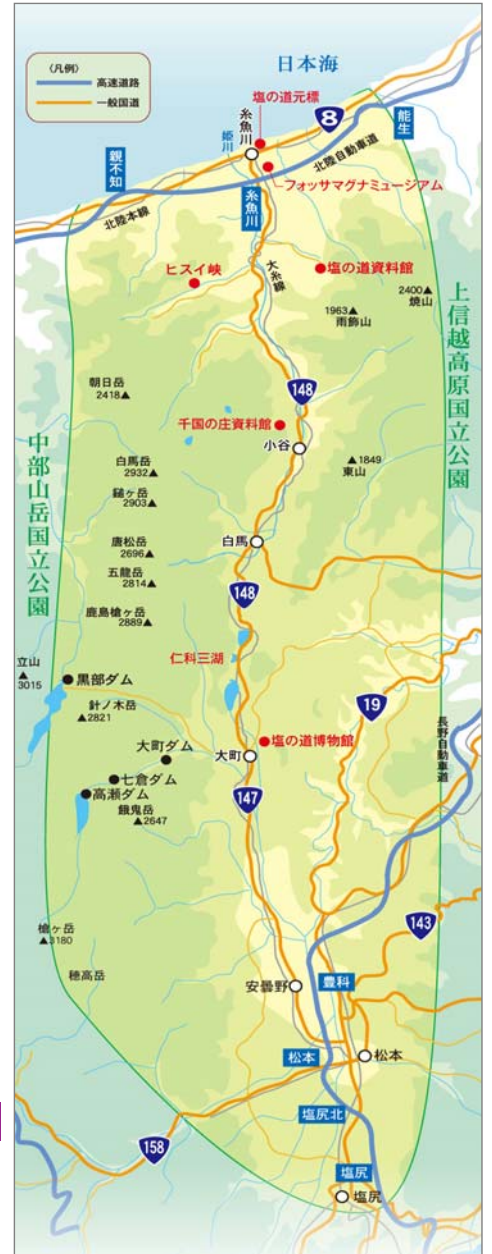 日本海
〈凡例〉
高速道路
一般国道
塩の道元標
8
能生
糸魚川
姫川
親不知
北陸自動車道
フォッサマグナミュージアム
北陸本線
糸魚川
大糸線
ヒスイ峡
塩の道資料館
2400▲
焼山
1963▲
雨飾山
上信越高原国立公園
朝日岳
2418▲
148
千国の庄資料館
小谷
中部山岳国立公園
白馬岳
2932▲
▲1849
東山
鑓ヶ岳
2903▲
唐松岳
2696▲
白馬
五龍岳
2814▲
148
鹿島槍ヶ岳
2889▲
仁科三湖
立山
▲
3015
黒部ダム
19
針ノ木岳
▲2821
長野自動車道
塩の道博物館
大町ダム
大町
七倉ダム
高瀬ダム
147
餓鬼岳
▲2647
143
槍ヶ岳
▲3180
穂高岳
安曇野
豊科
松本
松本
塩尻北
158
塩尻
塩尻